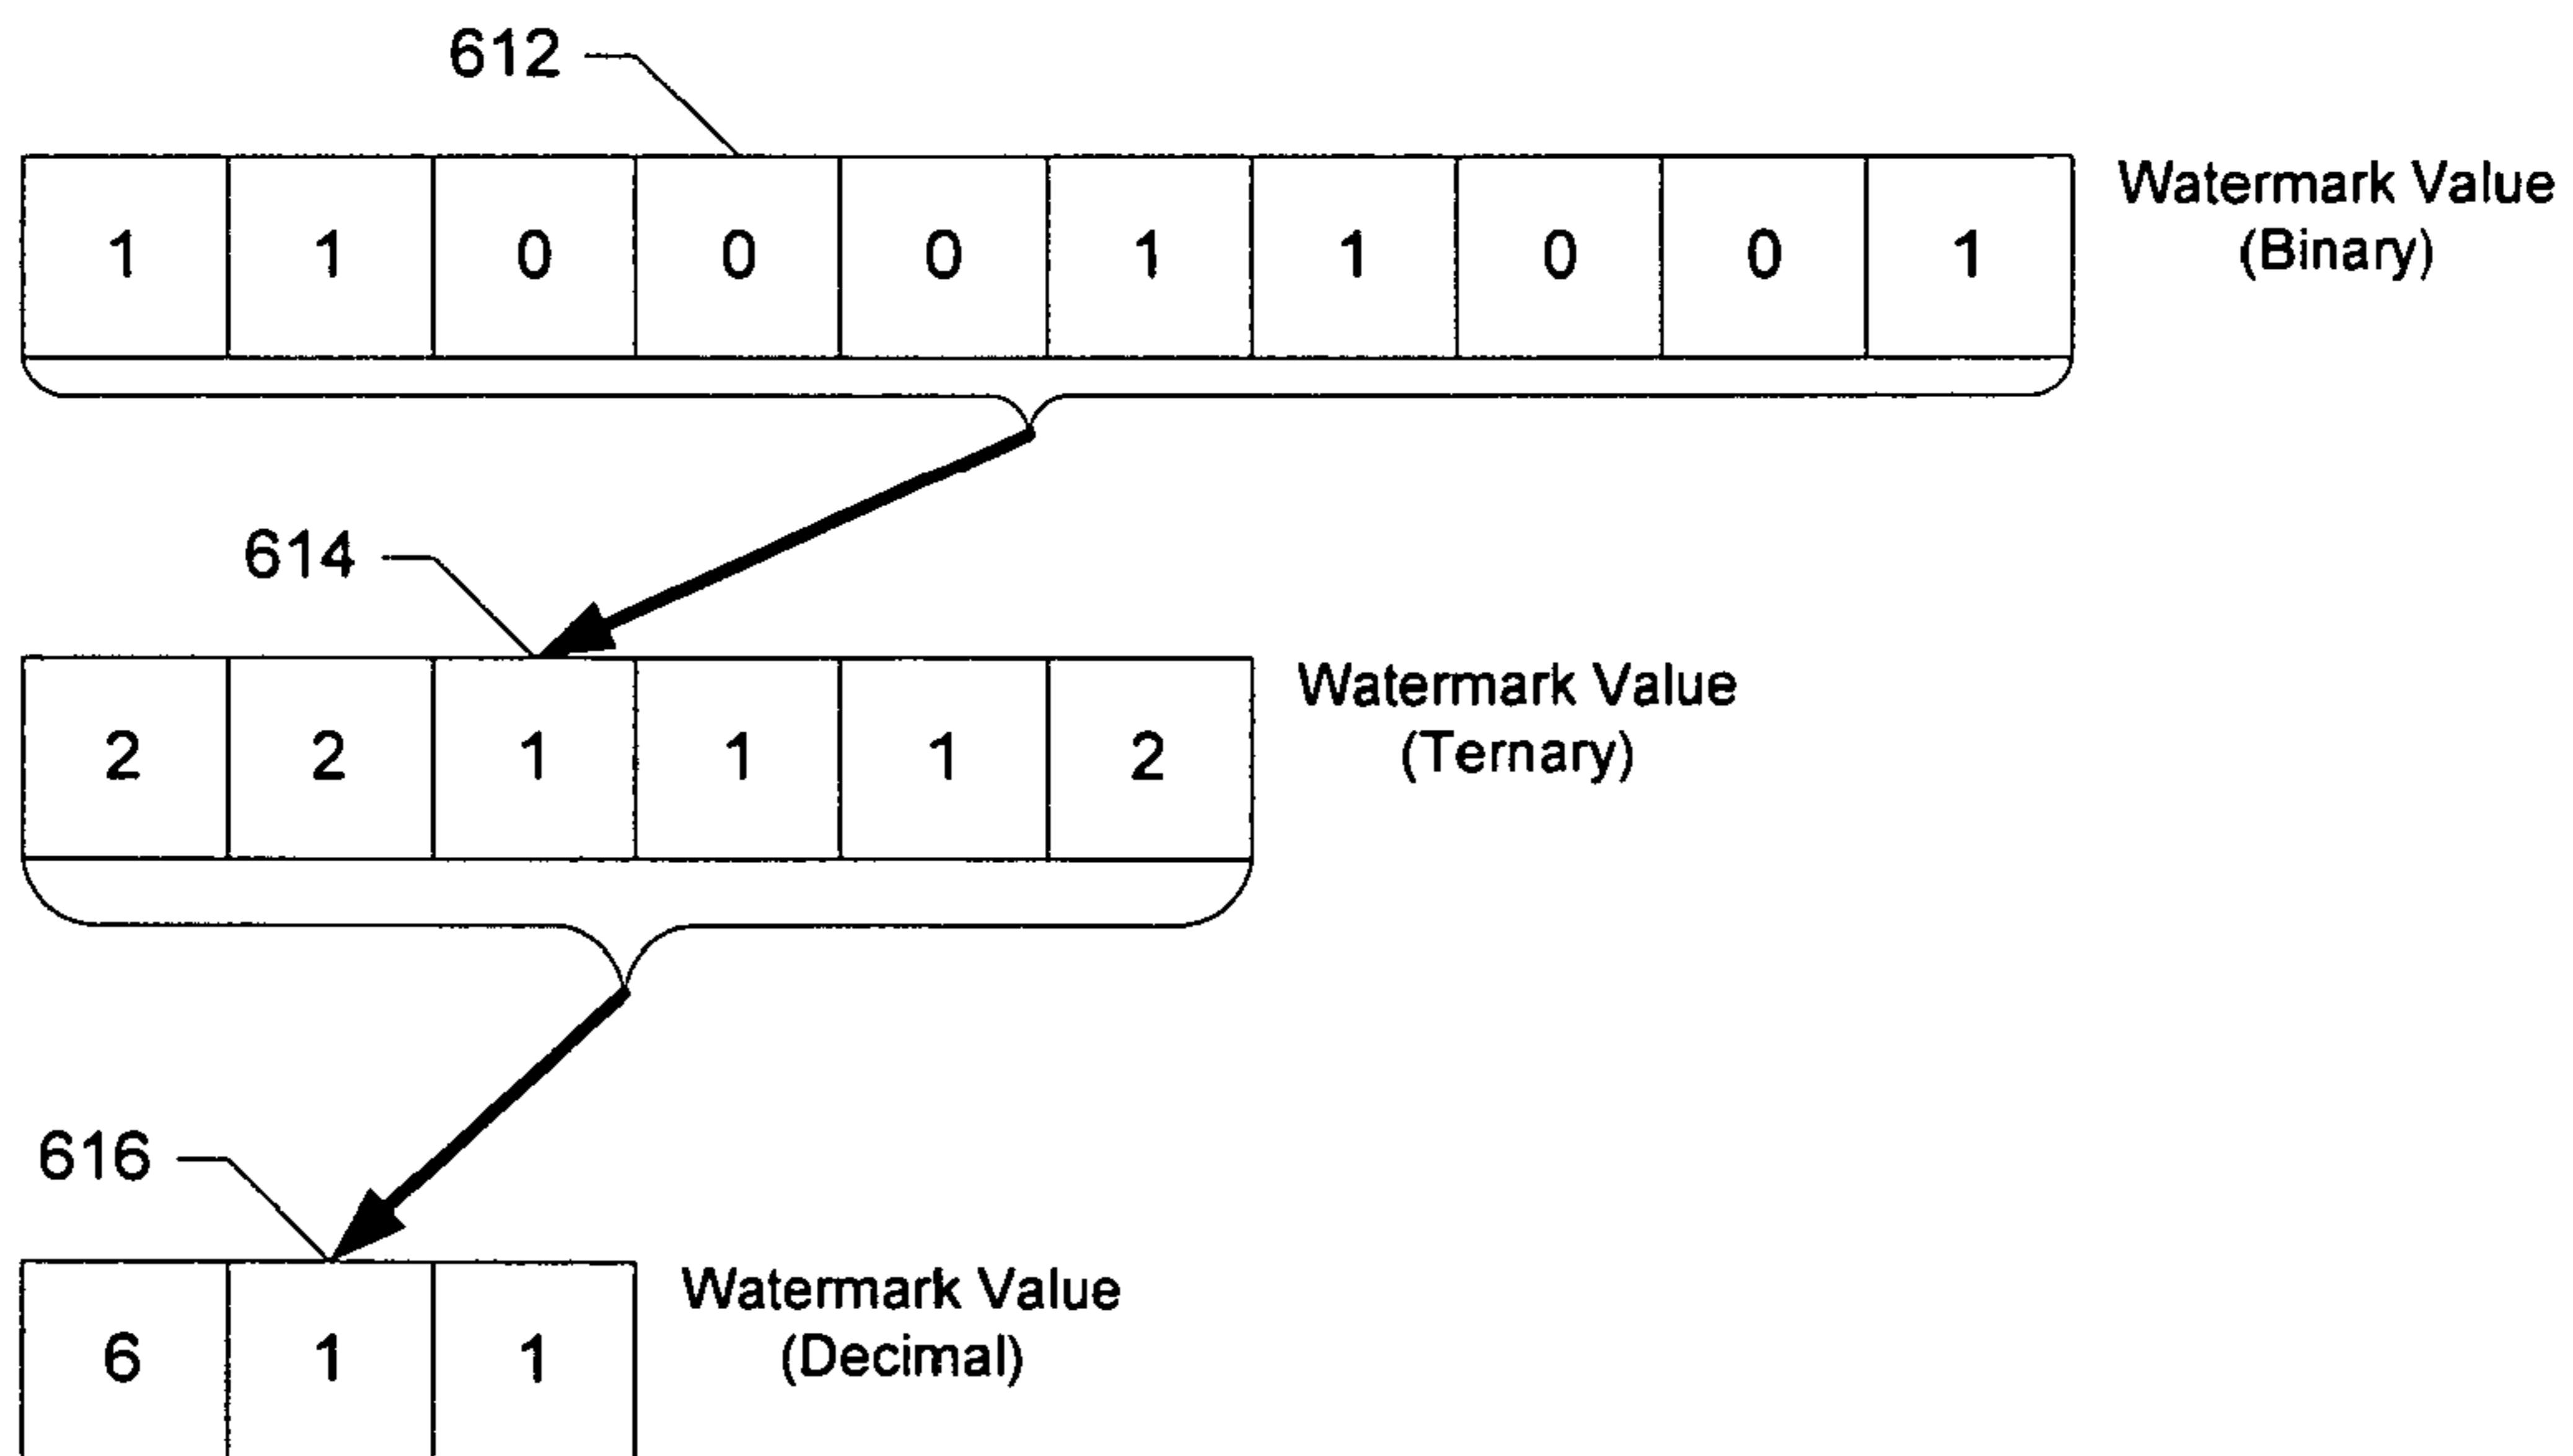 612
1 1 0 0 0 1 1 0 0 1
Watermark Value
(Binary)
614
2 2 1 1 1 2
Watermark Value
(Ternary)
616
6 1 1
Watermark Value
(Decimal)